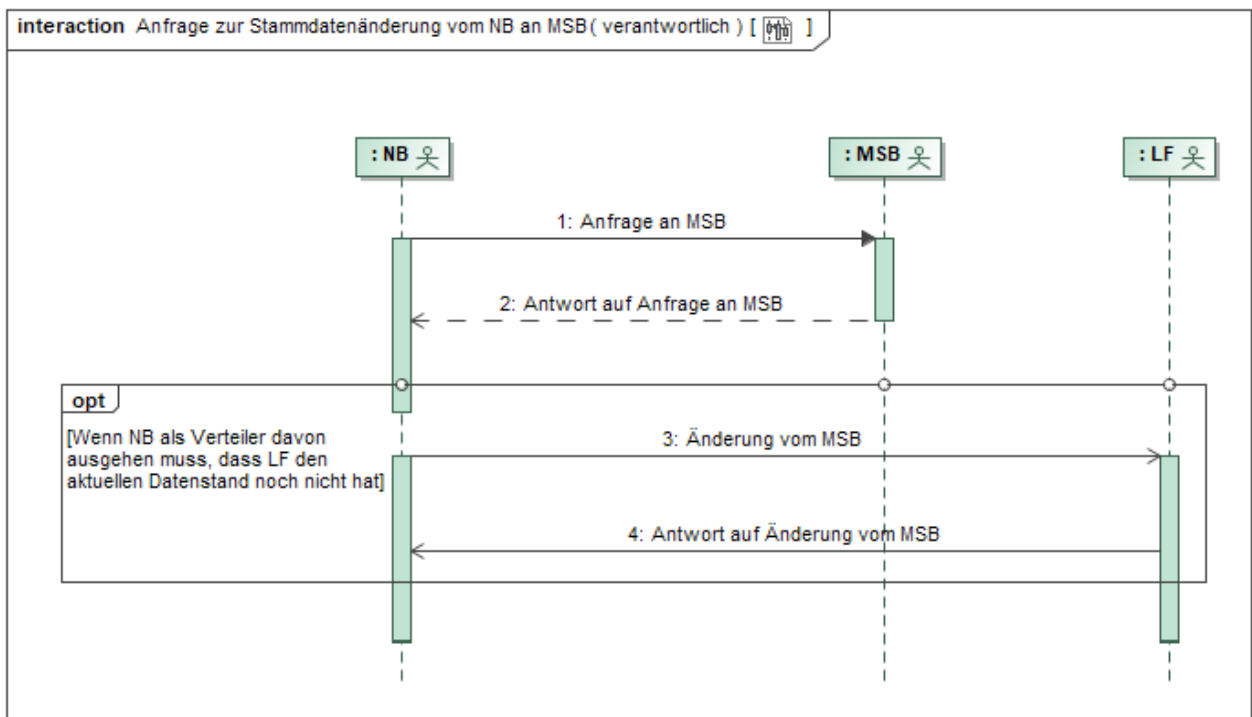 interaction Anfrage zur Stammdatenänderung vom NB an MSB( verantwortlich ) [ ]
: NB
: MSB
: LF
1: Anfrage an MSB
2: Antwort auf Anfrage an MSB
opt
[Wenn NB als Verteiler davon
ausgehen muss, dass LF den
aktuellen Datenstand noch nicht hat]
3: Änderung vom MSB
4: Antwort auf Änderung vom MSB